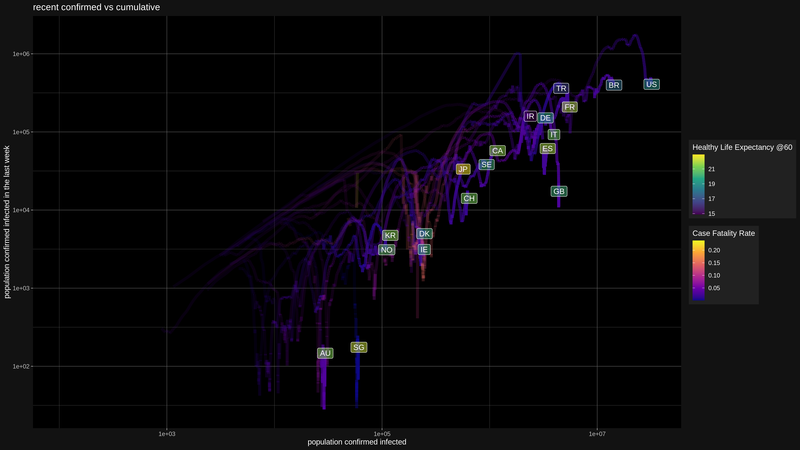 recent confirmed vs cumulative
1e+06
1e+05
1e+04
1e+03
1e+02
population confirmed infected in the last week
TR
BR
US
FR
IR
DE
IT
CA
ES
SE
JP
GB
CH
KR
DK
NO
IE
SG
AU
1e+03
1e+05
1e+07
population confirmed infected
Healthy Life Expectancy @60
21
19
17
15
Case Fatality Rate
0.20
0.15
0.10
0.05